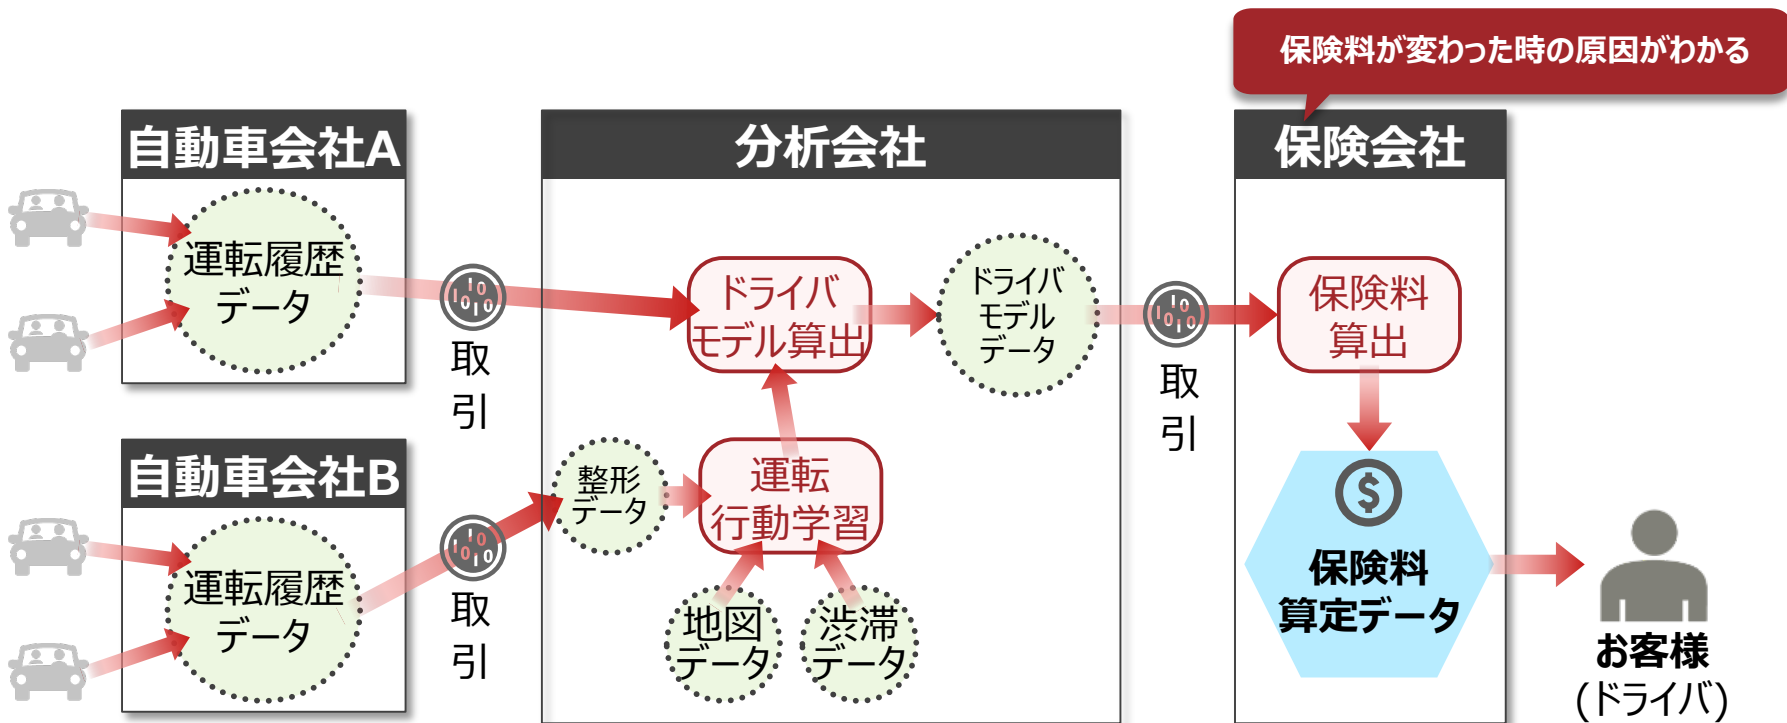 保険料が変わった時の原因がわかる
自動車会社A
運転履歴
データ
取
引
自動車会社B
運転履歴
データ
取
引
分析会社
ドライバ
モデル算出
ドライバ
モデル
データ
整形
データ
運転
行動学習
地図
データ
渋滞
データ
取
引
保険会社
保険料
算出
$
保険料
算定データ
お客様
(ドライバ)